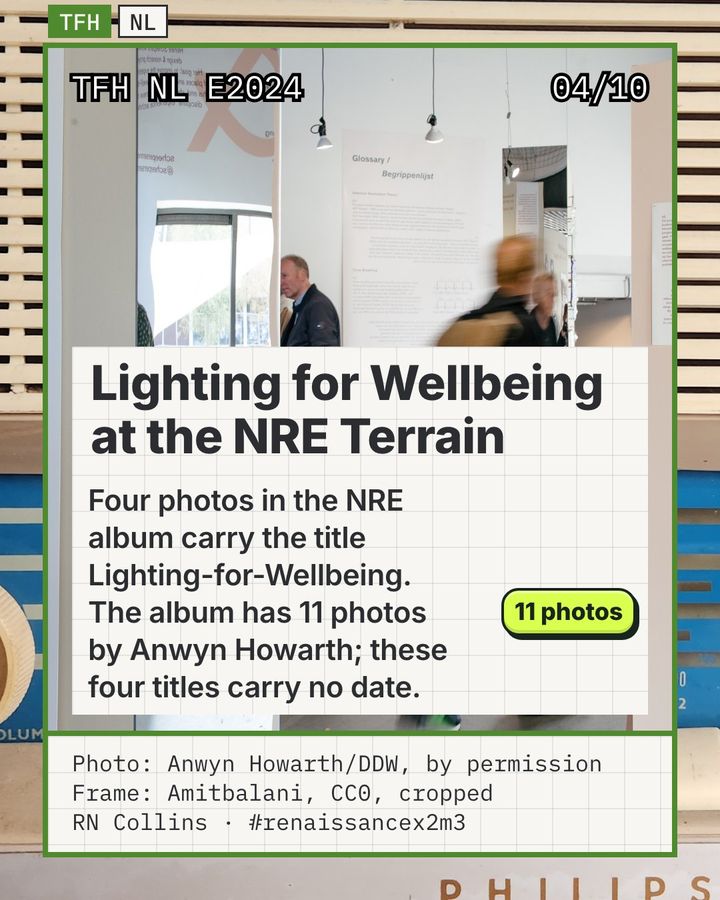 TFH NL
TFH NL E2024
04/10
Glossary /
Begrippenlijst
Lighting for Wellbeing
at the NRE Terrain
Four photos in the NRE
album carry the title
Lighting-for-Wellbeing.
The album has 11 photos
by Anwyn Howarth; these
four titles carry no date.
11 photos
Photo: Anwyn Howarth/DDW, by permission
Frame: Amitbalani, CC0, cropped
RN Collins · #renaissancex2m3
PHILIPS